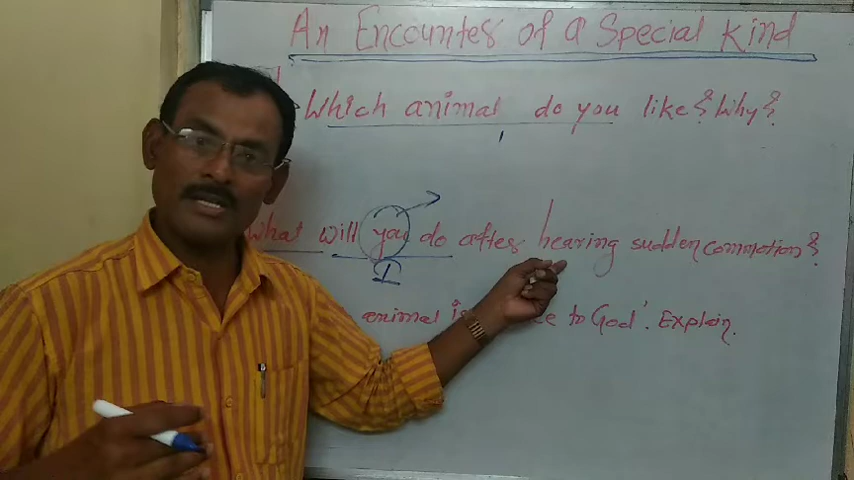 An Encounter of a Special Kind
Which animal do you like? Why?
What will you do after hearing sudden commotion?
I
animal is to God'. Explain.